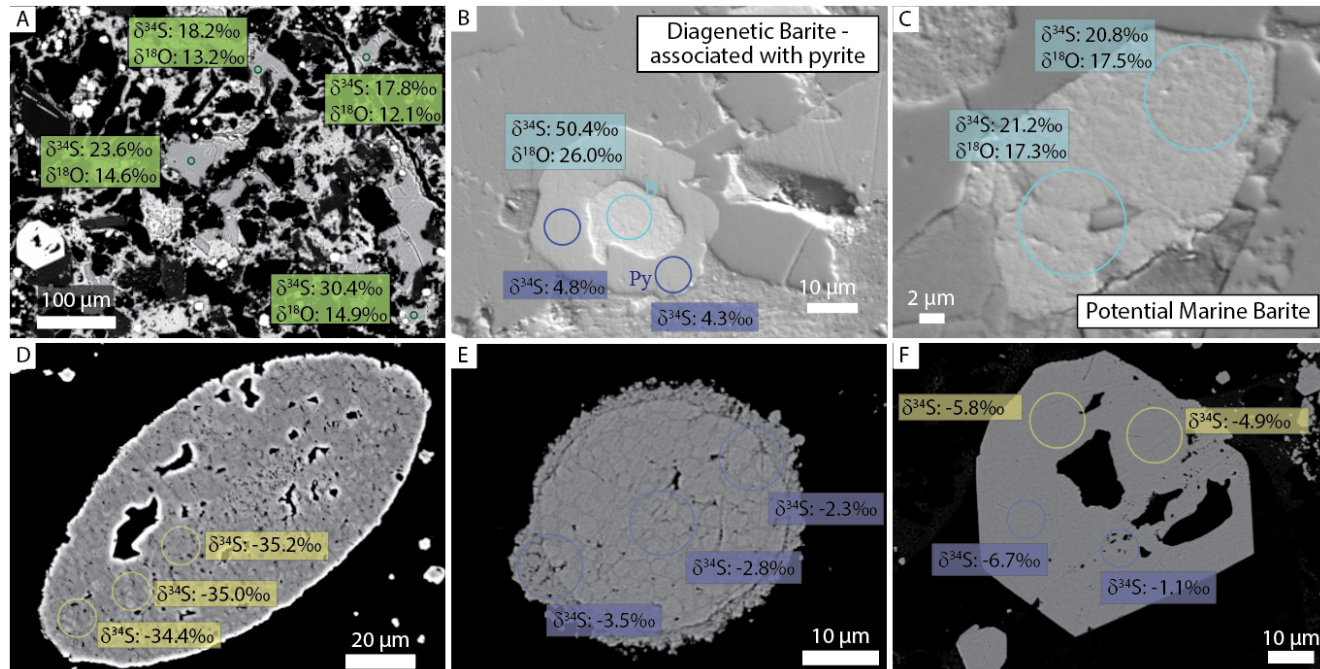 A
δ³⁴S: 18.2‰
δ¹⁸O: 13.2‰
δ³⁴S: 17.8‰
δ¹⁸O: 12.1‰
δ³⁴S: 23.6‰
δ¹⁸O: 14.6‰
δ³⁴S: 30.4‰
δ¹⁸O: 14.9‰
100 µm
B
Diagenetic Barite -
associated with pyrite
δ³⁴S: 50.4‰
δ¹⁸O: 26.0‰
Py
δ³⁴S: 4.8‰
δ³⁴S: 4.3‰
10 µm
C
δ³⁴S: 20.8‰
δ¹⁸O: 17.5‰
δ³⁴S: 21.2‰
δ¹⁸O: 17.3‰
2 µm
Potential Marine Barite
D
δ³⁴S: -35.2‰
δ³⁴S: -35.0‰
δ³⁴S: -34.4‰
20 µm
E
δ³⁴S: -2.3‰
δ³⁴S: -2.8‰
δ³⁴S: -3.5‰
10 µm
F
δ³⁴S: -5.8‰
δ³⁴S: -4.9‰
δ³⁴S: -6.7‰
δ³⁴S: -1.1‰
10 µm